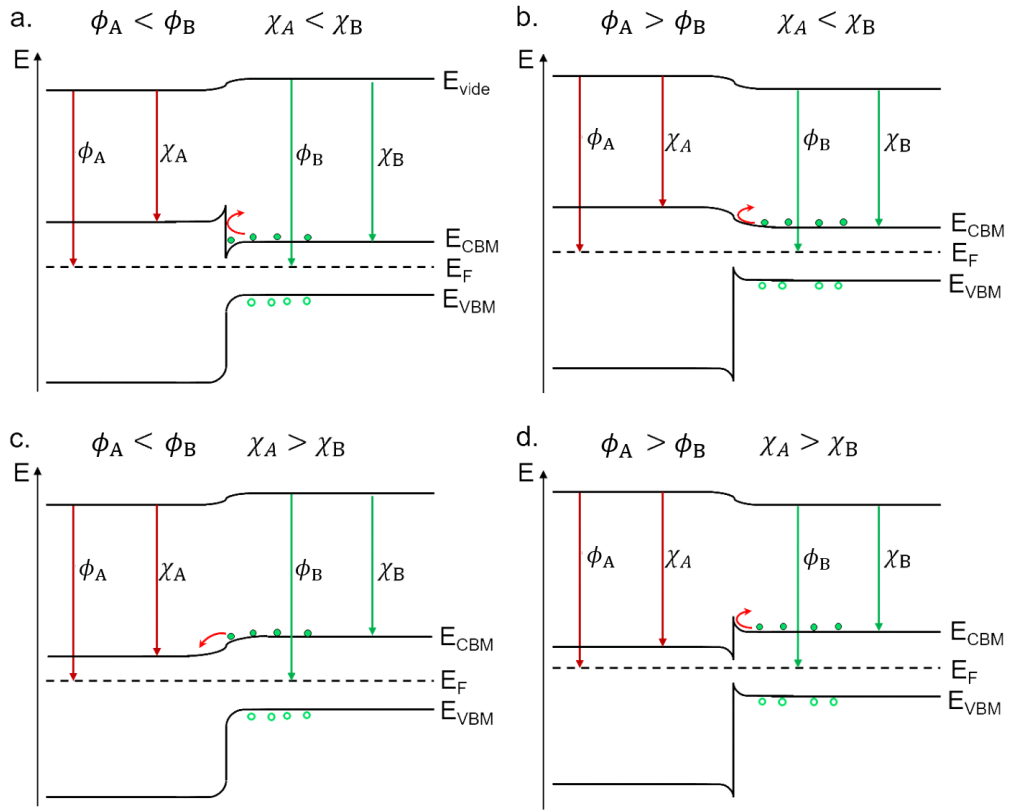 a.
ϕA < ϕB χA < χB
E
Evide
ϕA χA ϕB χB
ECBM
EF
EVBM
b.
ϕA > ϕB χA < χB
E
ϕA χA ϕB χB
ECBM
EF
EVBM
c.
ϕA < ϕB χA > χB
E
ϕA χA ϕB χB
ECBM
EF
EVBM
d.
ϕA > ϕB χA > χB
E
ϕA χA ϕB χB
ECBM
EF
EVBM